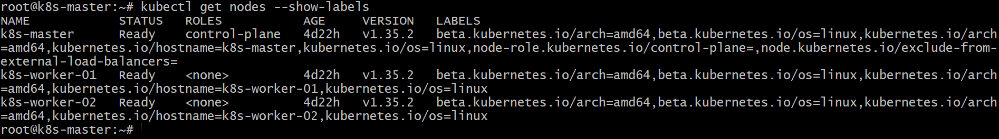 root@k8s-master:~# kubectl get nodes --show-labels
NAME            STATUS   ROLES           AGE     VERSION   LABELS
k8s-master      Ready    control-plane   4d22h   v1.35.2   beta.kubernetes.io/arch=amd64,beta.kubernetes.io/os=linux,kubernetes.io/arch
=amd64,kubernetes.io/hostname=k8s-master,kubernetes.io/os=linux,node-role.kubernetes.io/control-plane=,node.kubernetes.io/exclude-from-
external-load-balancers=
k8s-worker-01   Ready    <none>          4d22h   v1.35.2   beta.kubernetes.io/arch=amd64,beta.kubernetes.io/os=linux,kubernetes.io/arch
=amd64,kubernetes.io/hostname=k8s-worker-01,kubernetes.io/os=linux
k8s-worker-02   Ready    <none>          4d22h   v1.35.2   beta.kubernetes.io/arch=amd64,beta.kubernetes.io/os=linux,kubernetes.io/arch
=amd64,kubernetes.io/hostname=k8s-worker-02,kubernetes.io/os=linux
root@k8s-master:~#